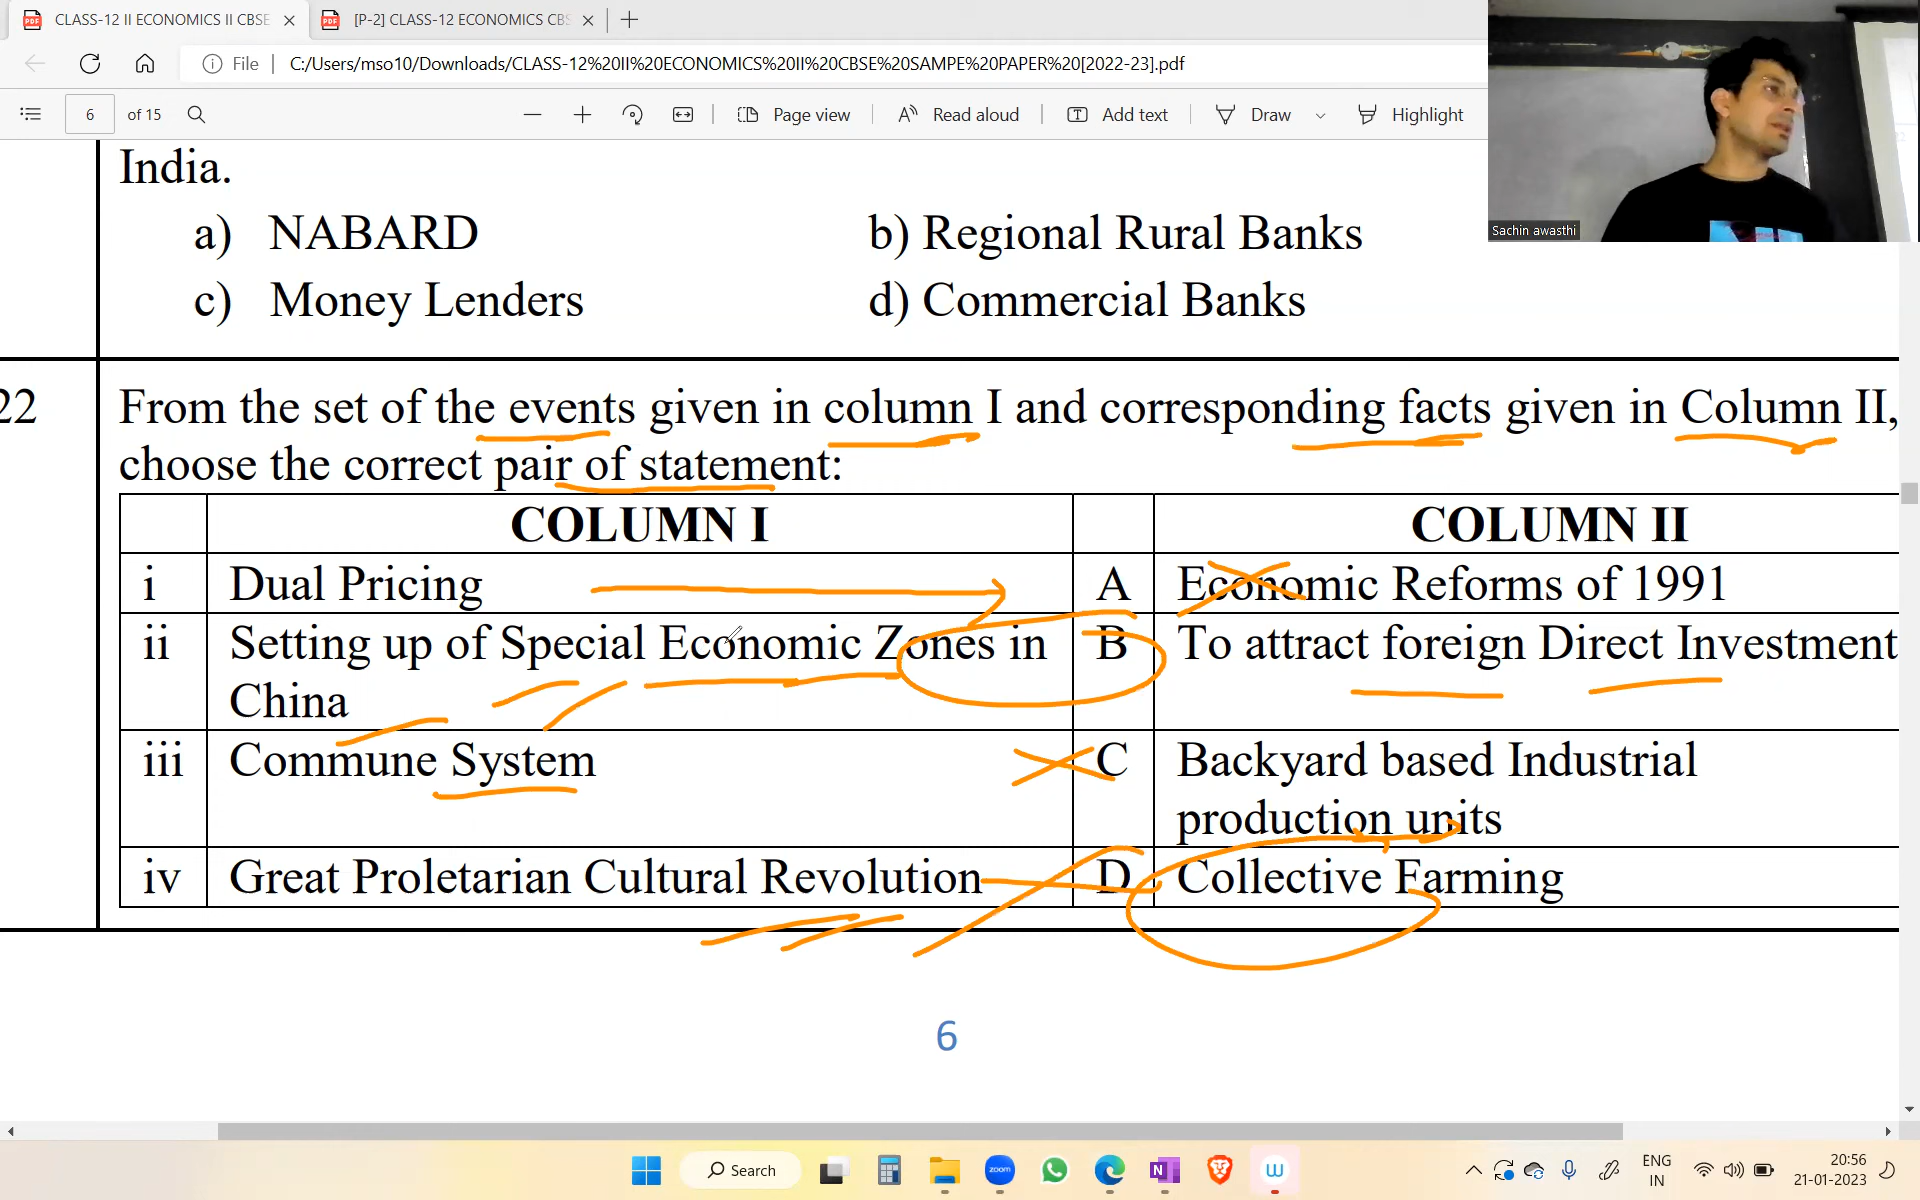 CLASS-12 II ECONOMICS II CBSE
[P-2] CLASS-12 ECONOMICS CBS
File
C:/Users/mso10/Downloads/CLASS-12%20II%20ECONOMICS%20II%20CBSE%20SAMPE%20PAPER%20[2022-23].pdf
6 of 15
Page view
Read aloud
Add text
Draw
Highlight
Sachin awasthi
India.
a) NABARD b) Regional Rural Banks
c) Money Lenders d) Commercial Banks
22 From the set of the events given in column I and corresponding facts given in Column II,
choose the correct pair of statement:
COLUMN I COLUMN II
i Dual Pricing A Economic Reforms of 1991
ii Setting up of Special Economic Zones in B To attract foreign Direct Investment
China
iii Commune System C Backyard based Industrial
production units
iv Great Proletarian Cultural Revolution D Collective Farming
6
Search
zoom
N
ENG
IN
20:56
21-01-2023